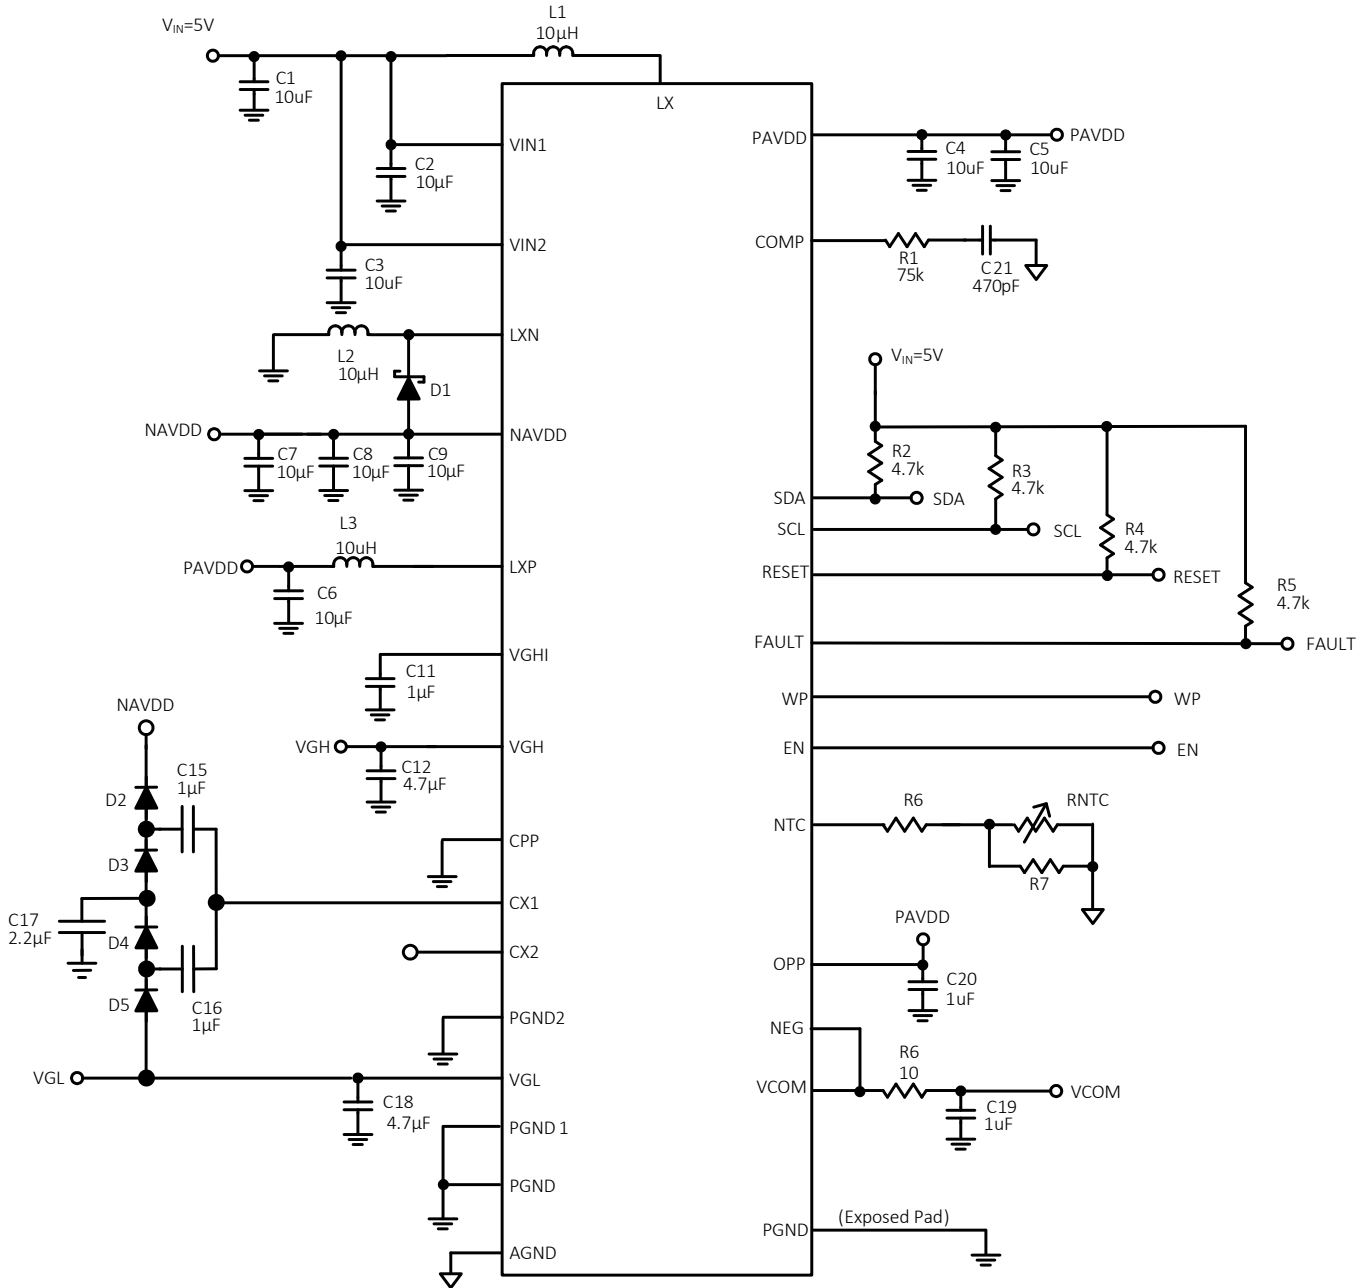 V_IN=5V
L1
10µH
C1
10uF
LX
VIN1
C2
10µF
VIN2
C3
10uF
LXN
L2
10µH
D1
NAVDD
NAVDD
C7
10µF
C8
10µF
C9
10µF
L3
10uH
PAVDD
LXP
C6
10µF
VGHI
C11
1µF
VGH
VGH
C12
4.7µF
NAVDD
D2
C15
1µF
D3
CPP
CX1
C17
2.2µF
D4
CX2
D5
C16
1µF
PGND2
VGL
VGL
C18
4.7µF
PGND 1
PGND
AGND
PAVDD
PAVDD
C4
10uF
C5
10uF
COMP
R1
75k
C21
470pF
V_IN=5V
R2
4.7k
R3
4.7k
SDA
SDA
SCL
SCL
R4
4.7k
RESET
RESET
R5
4.7k
FAULT
FAULT
WP
WP
EN
EN
NTC
R6
RNTC
R7
PAVDD
OPP
C20
1uF
NEG
R6
10
VCOM
VCOM
C19
1uF
PGND
(Exposed Pad)